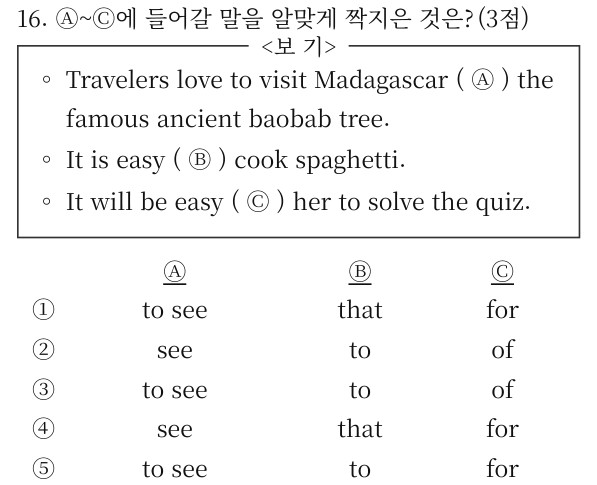 16. Ⓐ~Ⓒ에 들어갈 말을 알맞게 짝지은 것은?(3점)
<보 기>
◦ Travelers love to visit Madagascar ( Ⓐ ) the
famous ancient baobab tree.
◦ It is easy ( Ⓑ ) cook spaghetti.
◦ It will be easy ( Ⓒ ) her to solve the quiz.
Ⓐ Ⓑ Ⓒ
① to see that for
② see to of
③ to see to of
④ see that for
⑤ to see to for